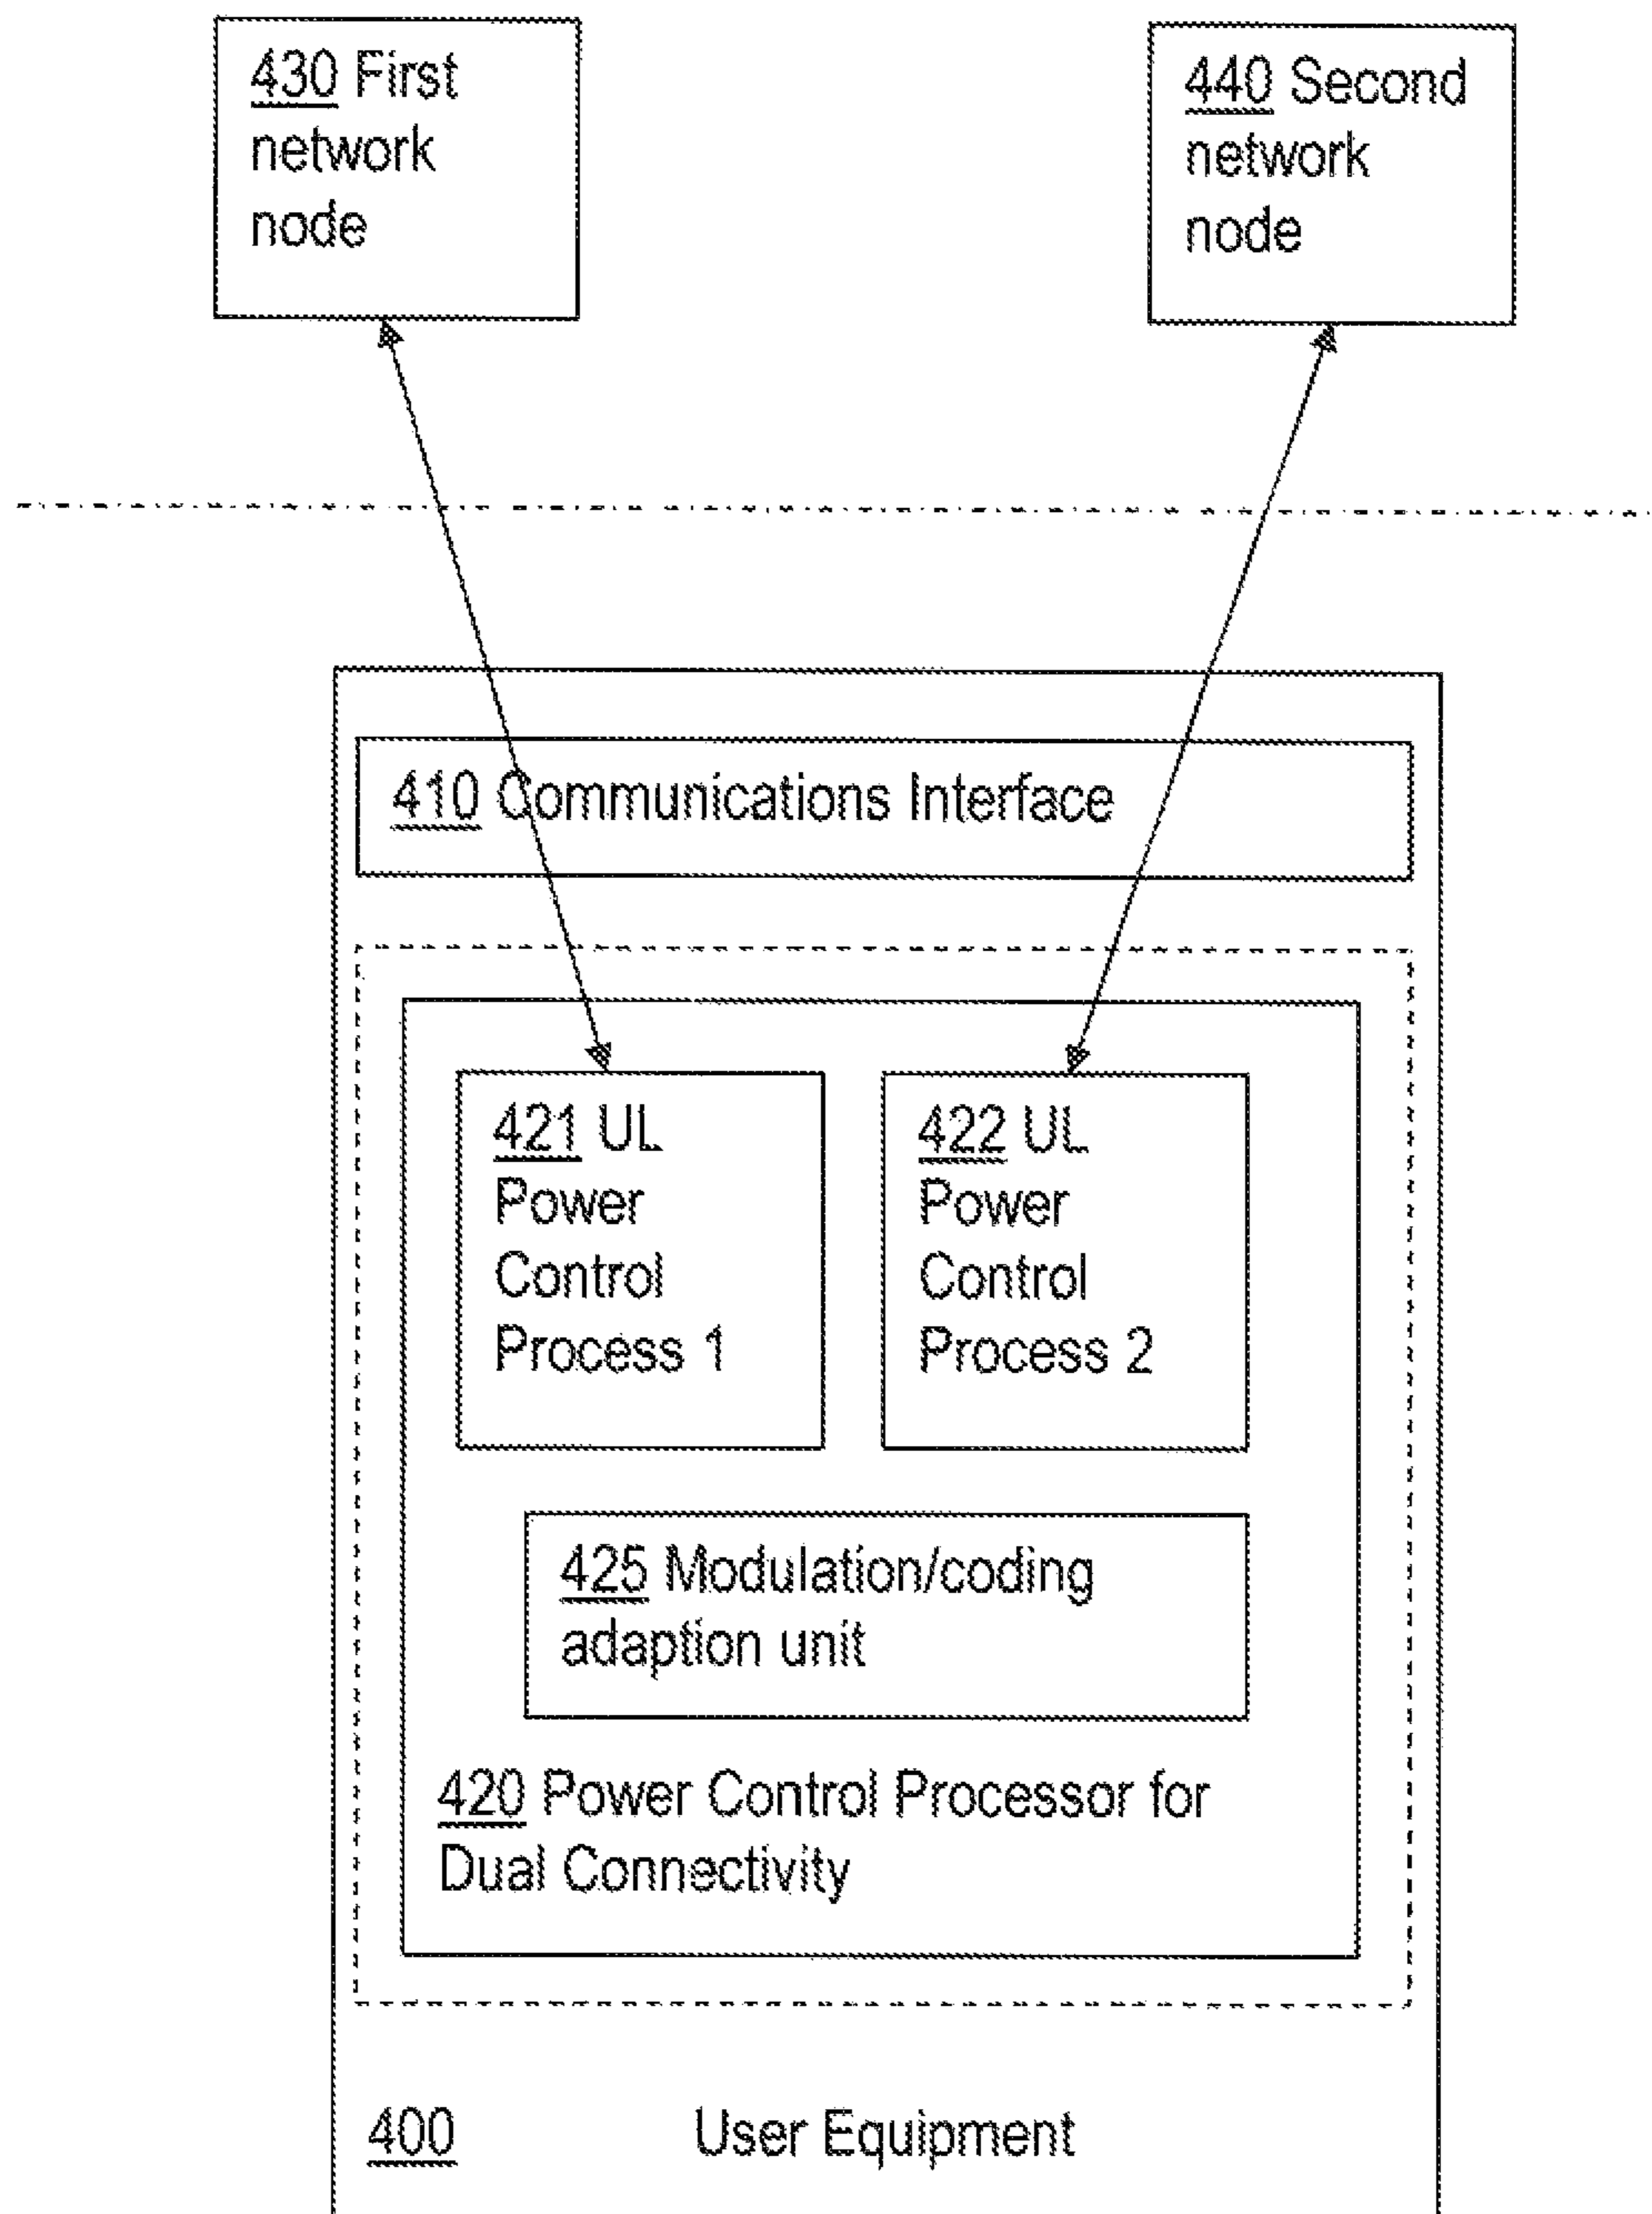 430 First
network
node
440 Second
network
node
410 Communications Interface
421 UL
Power
Control
Process 1
422 UL
Power
Control
Process 2
425 Modulation/coding
adaption unit
420 Power Control Processor for
Dual Connectivity
400 User Equipment